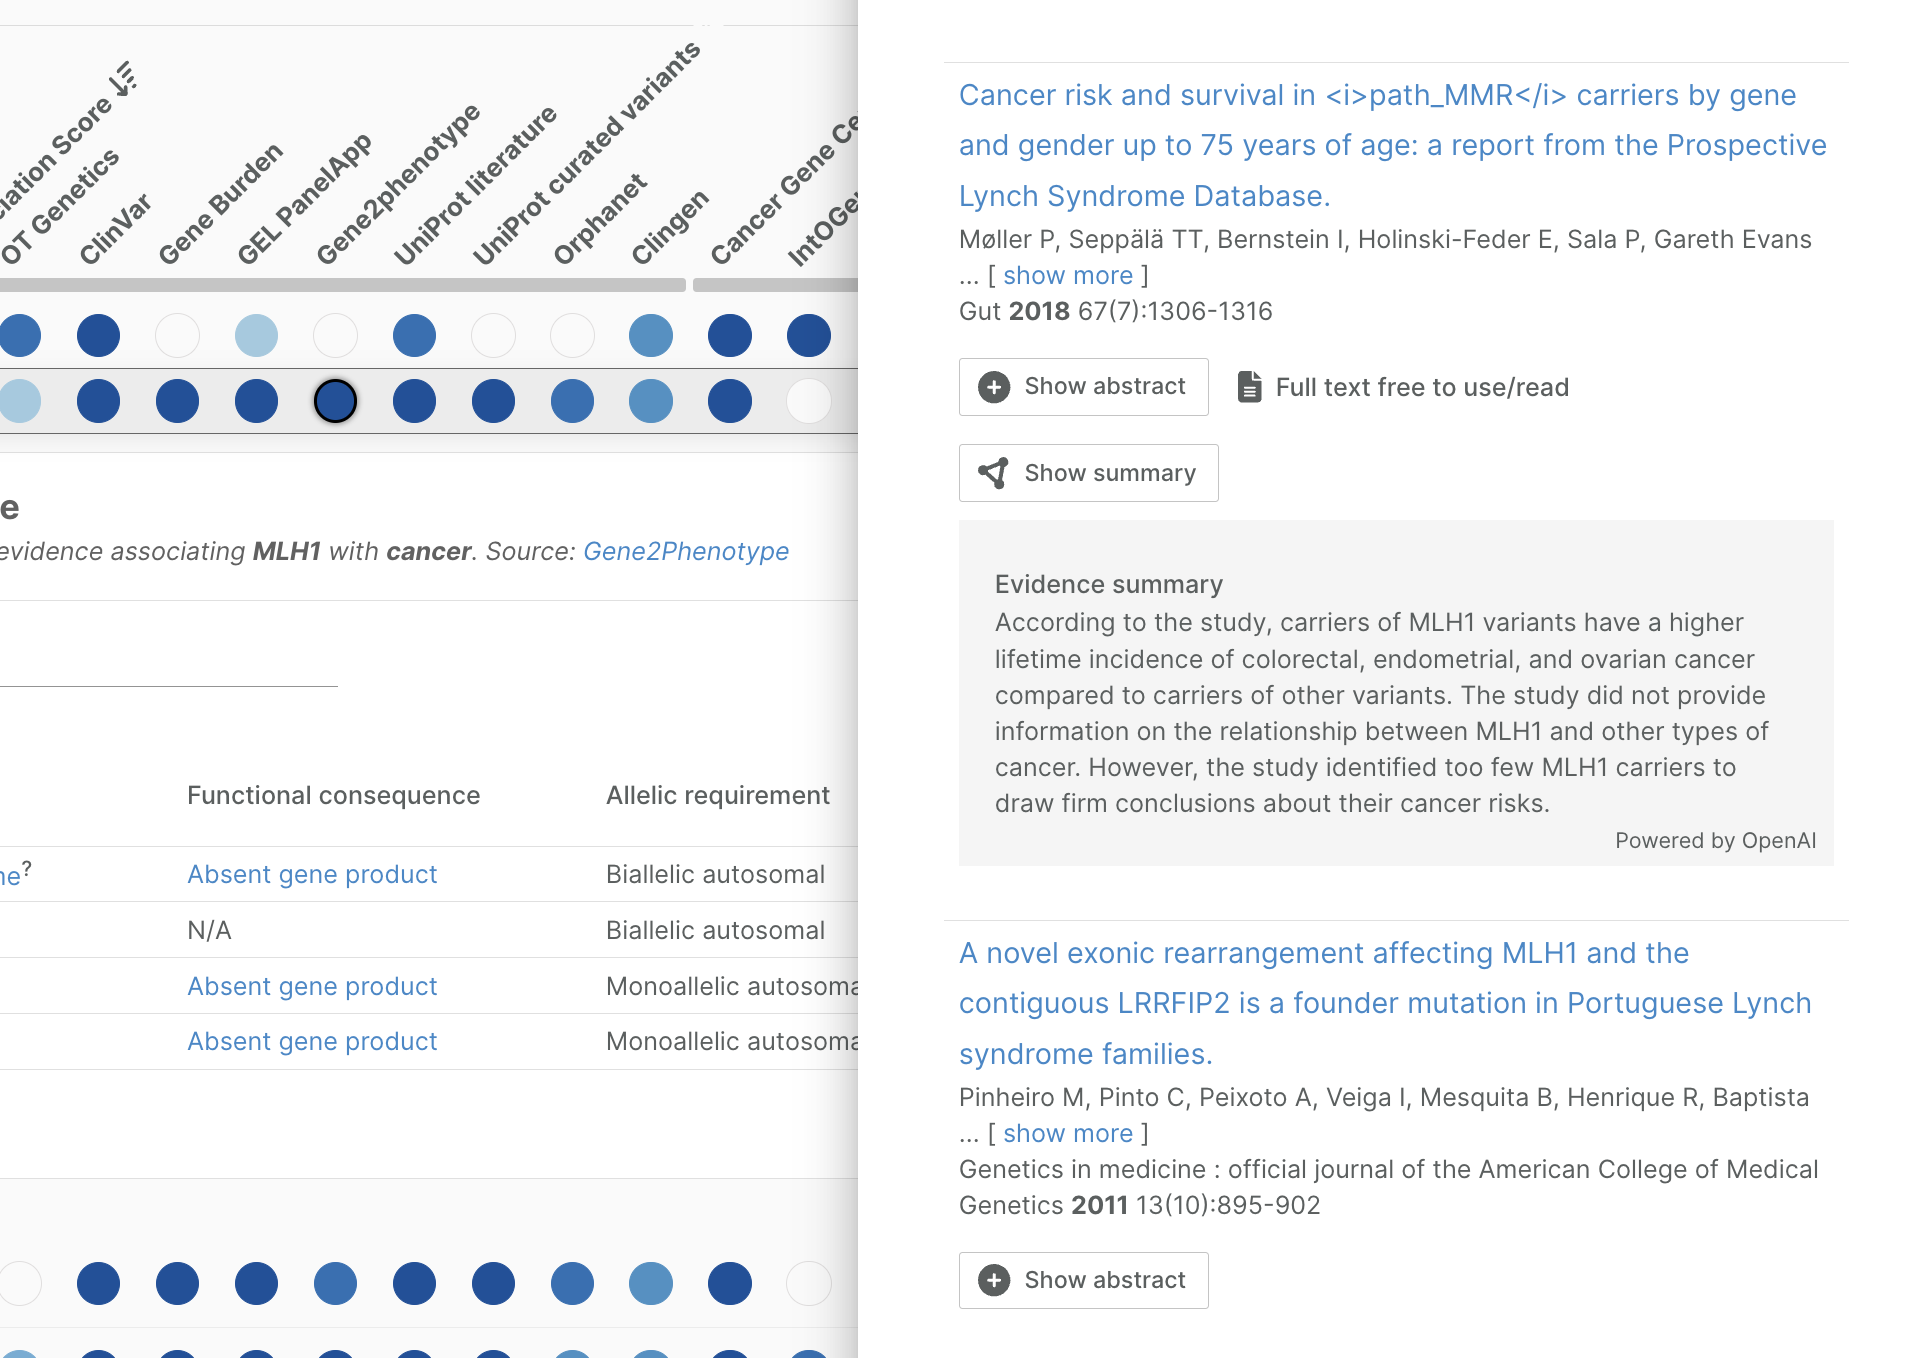 ciation Score
OT Genetics
ClinVar
Gene Burden
GEL PanelApp
Gene2phenotype
UniProt literature
UniProt curated variants
Orphanet
Clingen
Cancer Gene Ce
IntOGe
e
evidence associating MLH1 with cancer. Source: Gene2Phenotype
Functional consequence Allelic requirement
ne? Absent gene product Biallelic autosomal
N/A Biallelic autosomal
Absent gene product Monoallelic autosoma
Absent gene product Monoallelic autosoma
Cancer risk and survival in <i>path_MMR</i> carriers by gene
and gender up to 75 years of age: a report from the Prospective
Lynch Syndrome Database.
Møller P, Seppälä TT, Bernstein I, Holinski-Feder E, Sala P, Gareth Evans
... [ show more ]
Gut 2018 67(7):1306-1316
Show abstract Full text free to use/read
Show summary
Evidence summary
According to the study, carriers of MLH1 variants have a higher
lifetime incidence of colorectal, endometrial, and ovarian cancer
compared to carriers of other variants. The study did not provide
information on the relationship between MLH1 and other types of
cancer. However, the study identified too few MLH1 carriers to
draw firm conclusions about their cancer risks.
Powered by OpenAI
A novel exonic rearrangement affecting MLH1 and the
contiguous LRRFIP2 is a founder mutation in Portuguese Lynch
syndrome families.
Pinheiro M, Pinto C, Peixoto A, Veiga I, Mesquita B, Henrique R, Baptista
... [ show more ]
Genetics in medicine : official journal of the American College of Medical
Genetics 2011 13(10):895-902
Show abstract